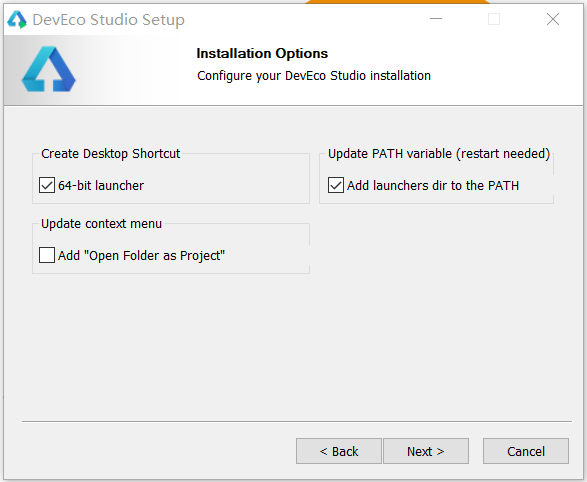 DevEco Studio Setup
Installation Options
Configure your DevEco Studio installation
Create Desktop Shortcut
64-bit launcher
Update PATH variable (restart needed)
Add launchers dir to the PATH
Update context menu
Add "Open Folder as Project"
< Back
Next >
Cancel